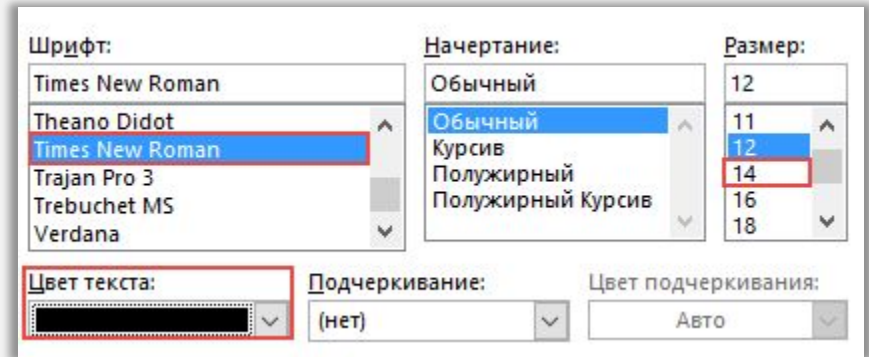 Шрифт: Начертание: Размер:
Times New Roman Обычный 12
Theano Didot Обычный 11
Times New Roman Курсив 12
Trajan Pro 3 Полужирный 14
Trebuchet MS Полужирный Курсив 16
Verdana 18
Цвет текста: Подчеркивание: Цвет подчеркивания:
(нет) Авто